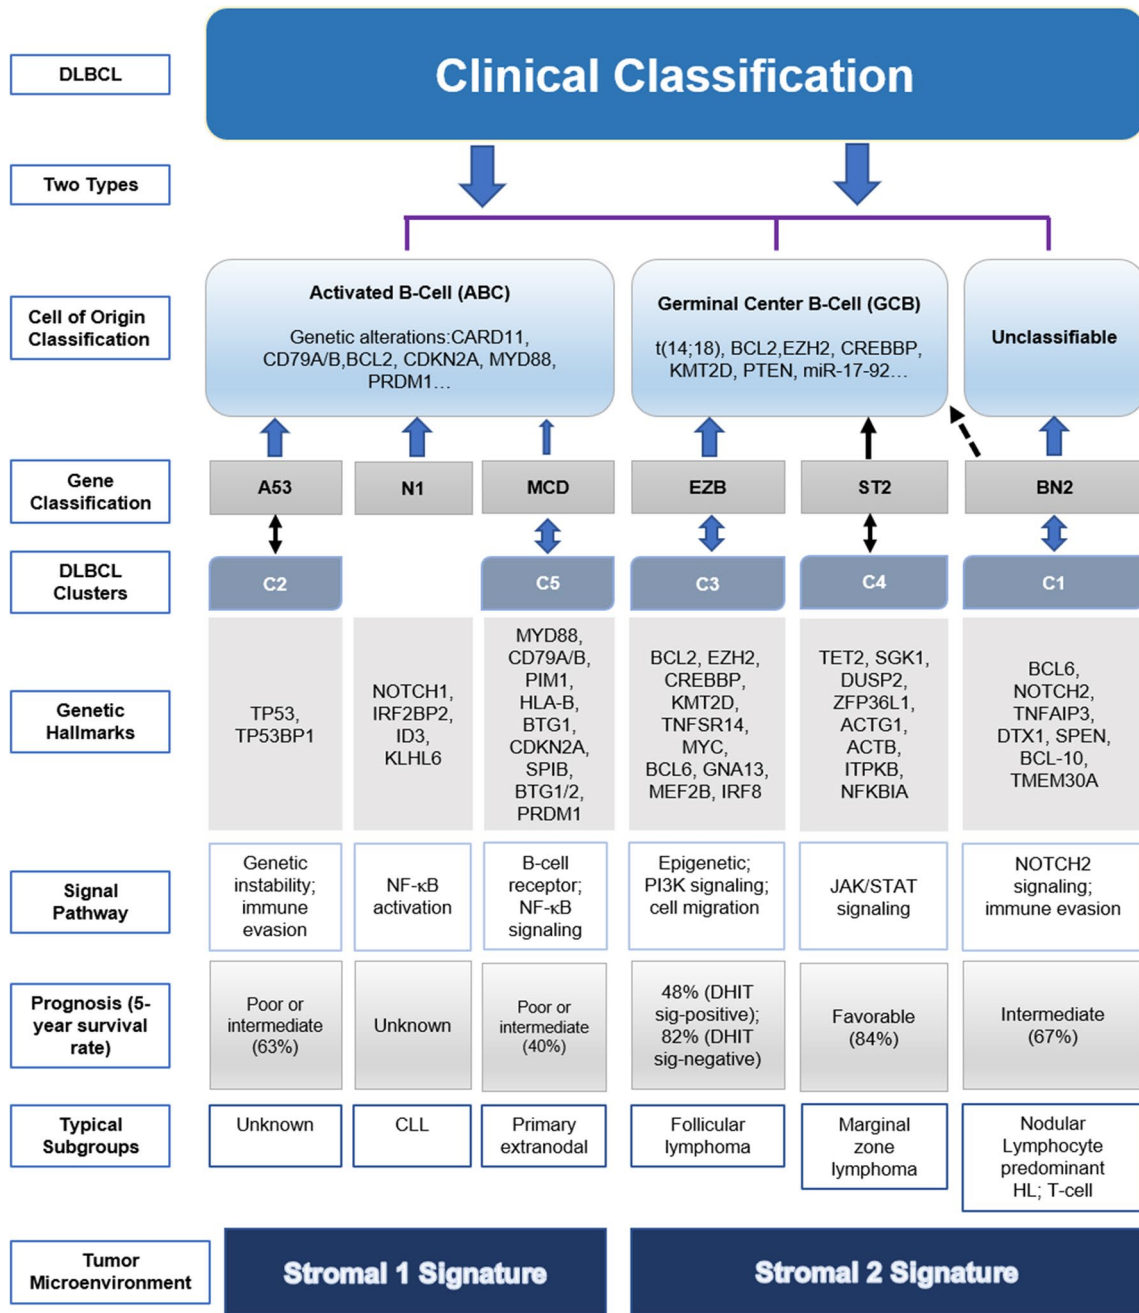 DLBCL
Clinical Classification
Two Types
Cell of Origin
Classification
Activated B-Cell (ABC)
Genetic alterations:CARD11,
CD79A/B,BCL2, CDKN2A, MYD88,
PRDM1...
Germinal Center B-Cell (GCB)
t(14;18), BCL2,EZH2, CREBBP,
KMT2D, PTEN, miR-17-92...
Unclassifiable
Gene
Classification
A53
N1
MCD
EZB
ST2
BN2
DLBCL
Clusters
C2
C5
C3
C4
C1
Genetic
Hallmarks
TP53,
TP53BP1
NOTCH1,
IRF2BP2,
ID3,
KLHL6
MYD88,
CD79A/B,
PIM1,
HLA-B,
BTG1,
CDKN2A,
SPIB,
BTG1/2,
PRDM1
BCL2, EZH2,
CREBBP,
KMT2D,
TNFSR14,
MYC,
BCL6, GNA13,
MEF2B, IRF8
TET2, SGK1,
DUSP2,
ZFP36L1,
ACTG1,
ACTB,
ITPKB,
NFKBIA
BCL6,
NOTCH2,
TNFAIP3,
DTX1, SPEN,
BCL-10,
TMEM30A
Signal
Pathway
Genetic
instability;
immune
evasion
NF-κB
activation
B-cell
receptor;
NF-κB
signaling
Epigenetic;
PI3K signaling;
cell migration
JAK/STAT
signaling
NOTCH2
signaling;
immune evasion
Prognosis (5-
year survival
rate)
Poor or
intermediate
(63%)
Unknown
Poor or
intermediate
(40%)
48% (DHIT
sig-positive);
82% (DHIT
sig-negative)
Favorable
(84%)
Intermediate
(67%)
Typical
Subgroups
Unknown
CLL
Primary
extranodal
Follicular
lymphoma
Marginal
zone
lymphoma
Nodular
Lymphocyte
predominant
HL; T-cell
Tumor
Microenvironment
Stromal 1 Signature
Stromal 2 Signature